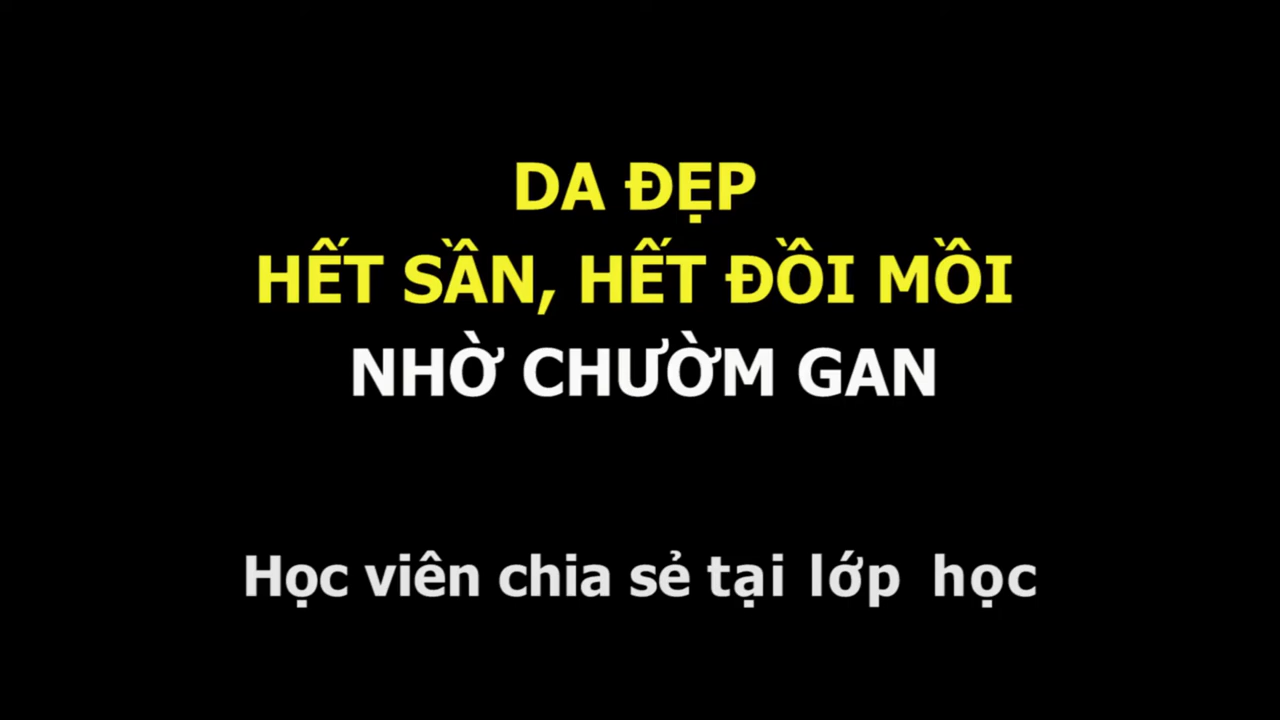 DA ĐẸP
HẾT SẦN, HẾT ĐỒI MỒI
NHỜ CHƯỜM GAN
Học viên chia sẻ tại lớp học